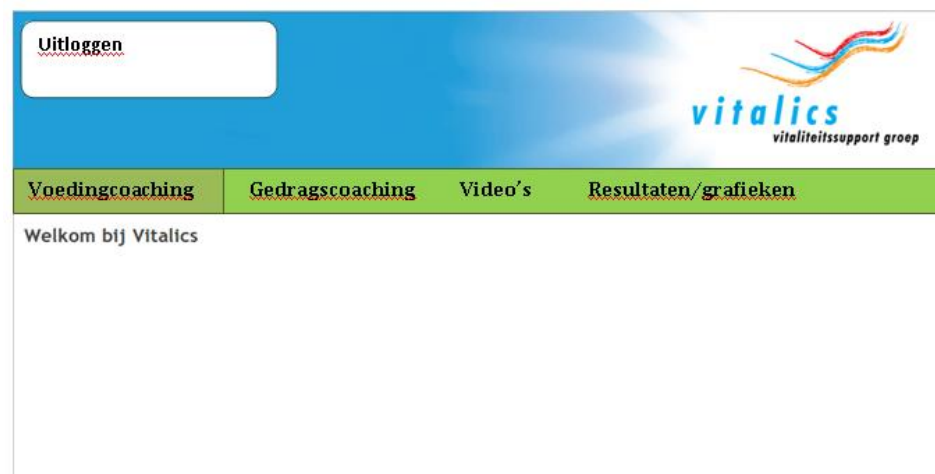 Uitloggen
vitalics
vitaliteitssupport groep
Voedingcoaching Gedragscoaching Video's Resultaten/grafieken
Welkom bij Vitalics